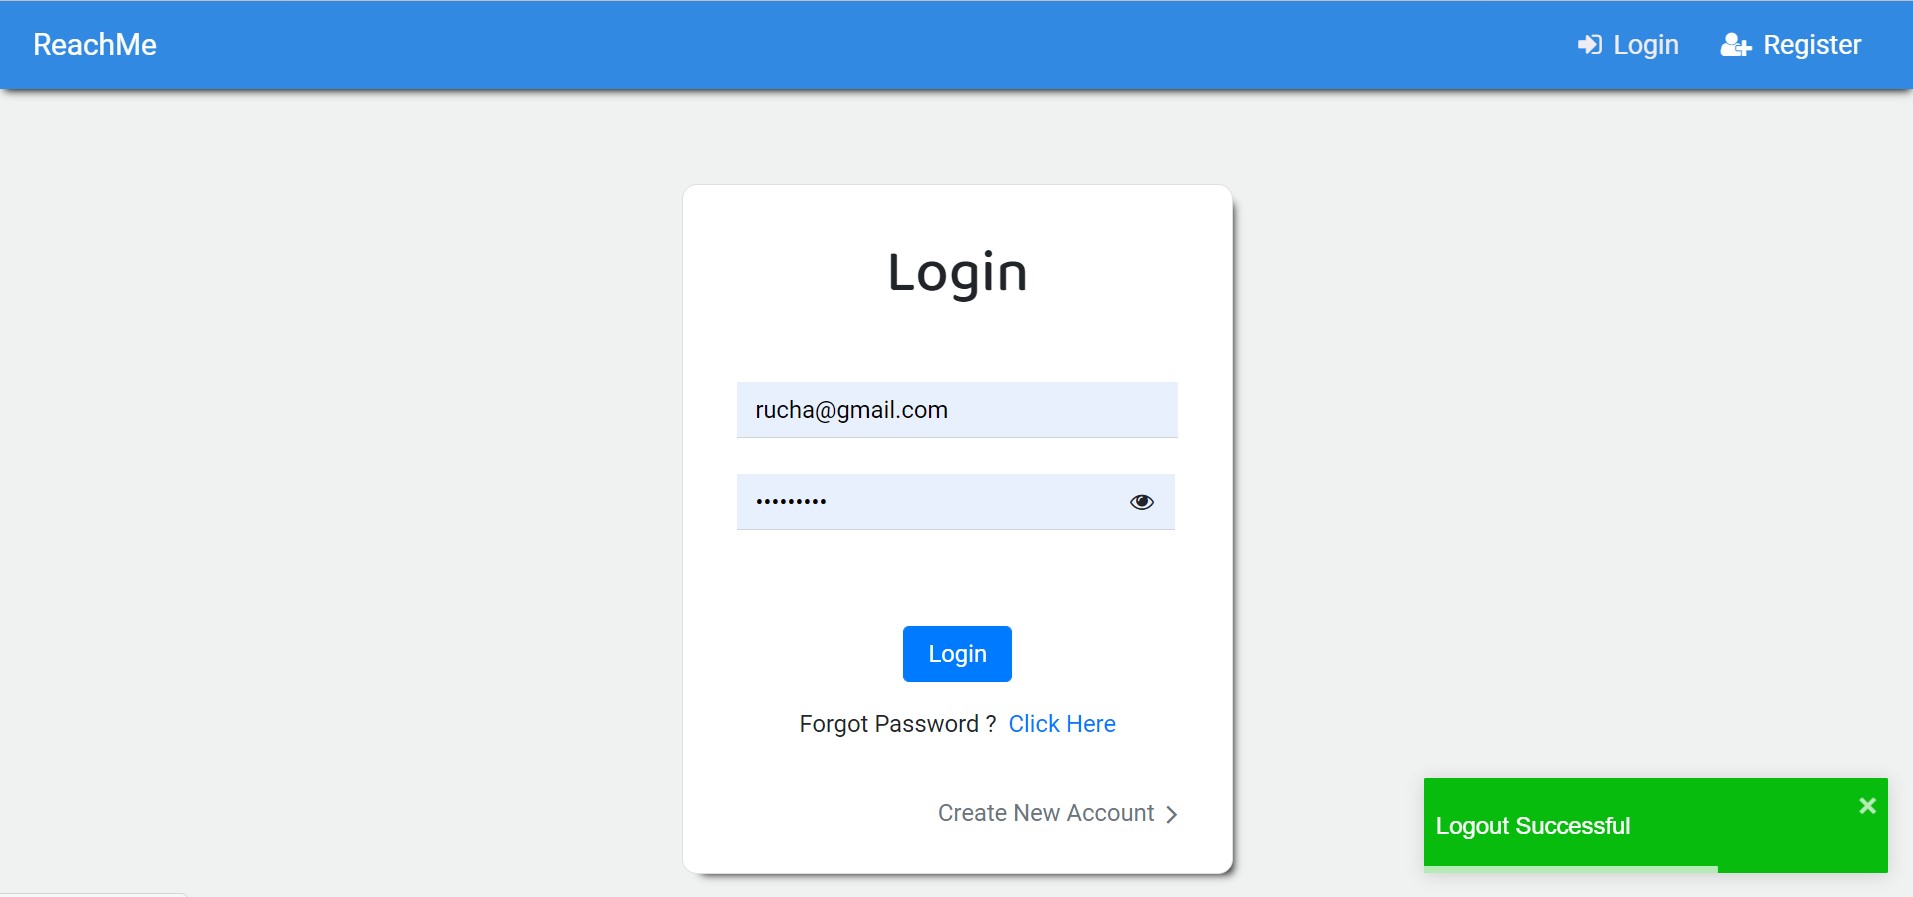 ReachMe
Login
Register
Login
rucha@gmail.com
•••••••••
Login
Forgot Password ? Click Here
Create New Account
Logout Successful